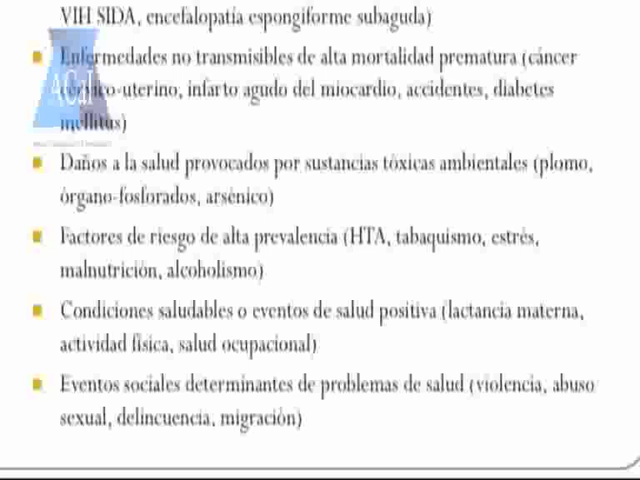 VIH SIDA, encefalopatía espongiforme subaguda)
Enfermedades no transmisibles de alta mortalidad prematura (cáncer
cérvico-uterino, infarto agudo del miocardio, accidentes, diabetes
mellitus)
Daños a la salud provocados por sustancias tóxicas ambientales (plomo,
órgano-fosforados, arsénico)
Factores de riesgo de alta prevalencia (HTA, tabaquismo, estrés,
malnutrición, alcoholismo)
Condiciones saludables o eventos de salud positiva (lactancia materna,
actividad física, salud ocupacional)
Eventos sociales determinantes de problemas de salud (violencia, abuso
sexual, delincuencia, migración)